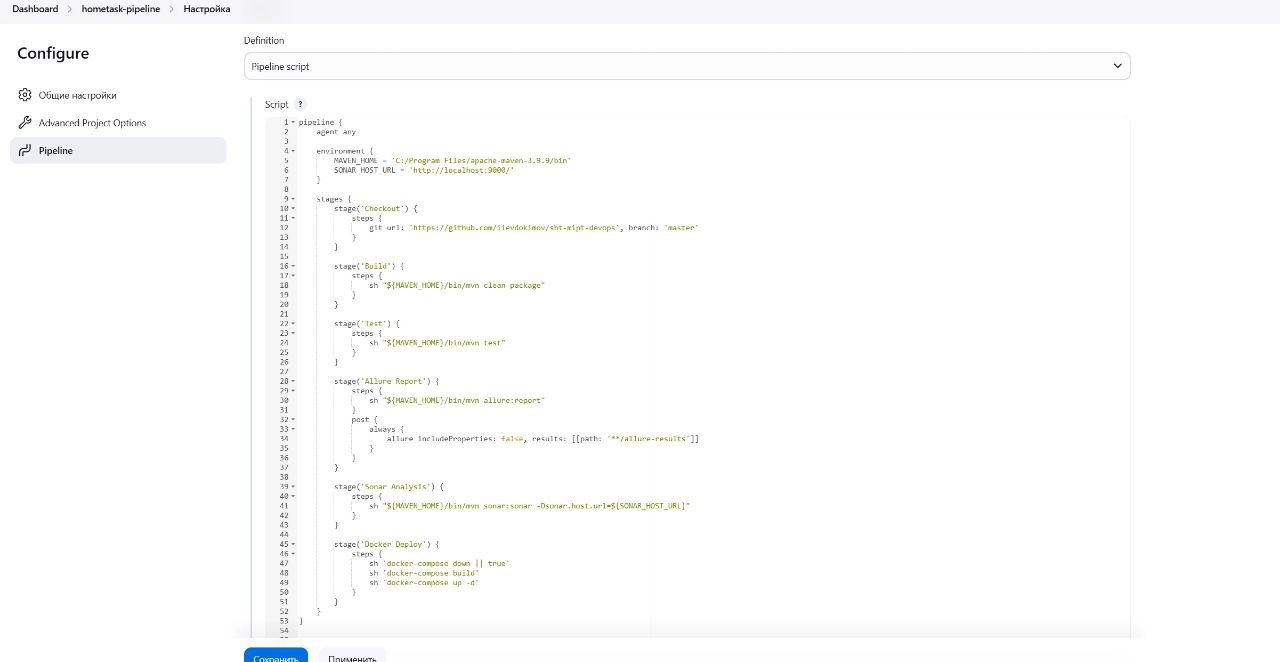 Dashboard > hometask-pipeline > Настройка
Configure
Общие настройки
Advanced Project Options
Pipeline
Definition
Pipeline script
Script ?
1 pipeline {
2 agent any
3
4 environment {
5 MAVEN_HOME = 'C:/Program Files/apache-maven-3.9.9/bin'
6 SONAR_HOST_URL = 'http://localhost:9000/'
7 }
8
9 stages {
10 stage('Checkout') {
11 steps {
12 git url: 'https://github.com/iievdokimov/sbt-mipt-devops', branch: 'master'
13 }
14 }
15
16 stage('Build') {
17 steps {
18 sh "${MAVEN_HOME}/bin/mvn clean package"
19 }
20 }
21
22 stage('Test') {
23 steps {
24 sh "${MAVEN_HOME}/bin/mvn test"
25 }
26 }
27
28 stage('Allure Report') {
29 steps {
30 sh "${MAVEN_HOME}/bin/mvn allure:report"
31 }
32 post {
33 always {
34 allure includeProperties: false, results: [[path: '**/allure-results']]
35 }
36 }
37 }
38
39 stage('Sonar Analysis') {
40 steps {
41 sh "${MAVEN_HOME}/bin/mvn sonar:sonar -Dsonar.host.url=${SONAR_HOST_URL}"
42 }
43 }
44
45 stage('Docker Deploy') {
46 steps {
47 sh 'docker-compose down || true'
48 sh 'docker-compose build'
49 sh 'docker-compose up -d'
50 }
51 }
52 }
53 }
54
Сохранить
Применить